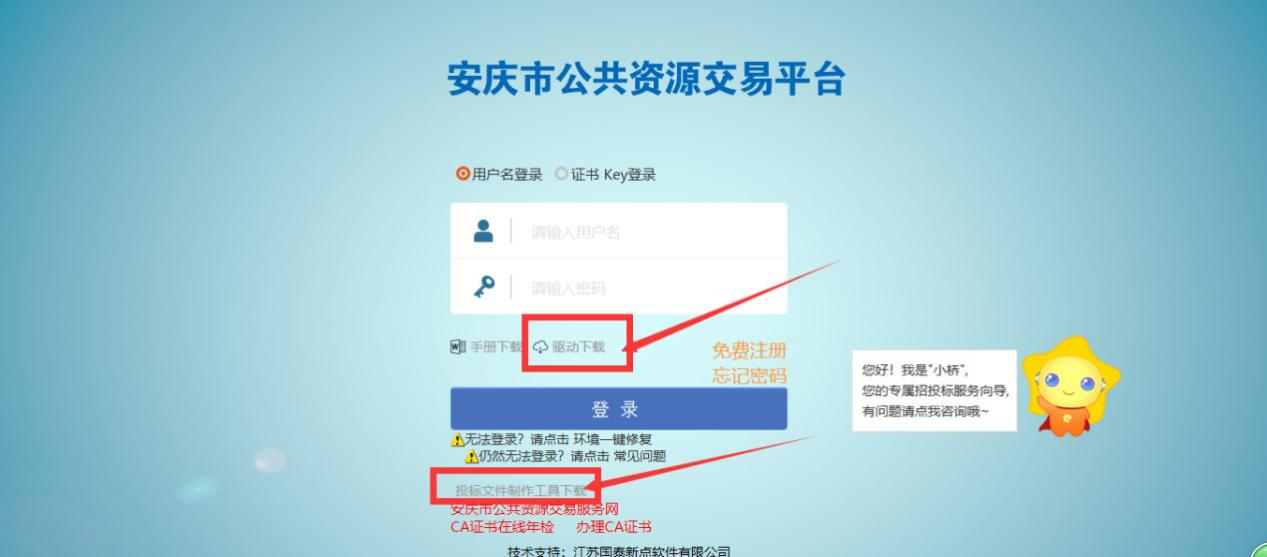 安庆市公共资源交易平台
用户名登录 证书 Key登录
请输入用户名
请输入密码
手册下载 驱动下载
免费注册
忘记密码
登 录
您好！我是"小桥",
您的专属招投标服务向导,
有问题请点我咨询哦~
无法登录？请点击 环境一键修复
仍然无法登录？请点击 常见问题
投标文件制作工具下载
安庆市公共资源交易服务网
CA证书在线年检 办理CA证书
技术支持：江苏国泰新点软件有限公司